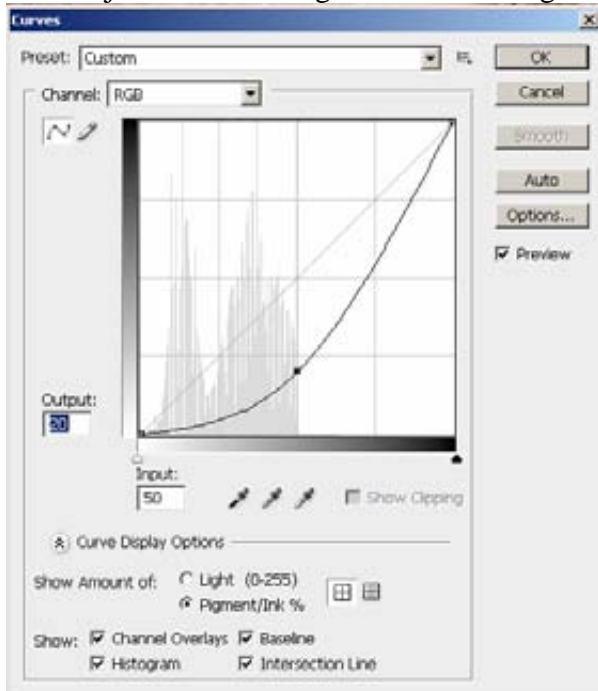 Curves
Preset: Custom
OK
Channel: RGB
Cancel
Smooth
Auto
Options...
Preview
Output:
20
Input:
50
Show Clipping
Curve Display Options
Show Amount of: Light (0-255)
Pigment/Ink %
Show: Channel Overlays Baseline
Histogram Intersection Line